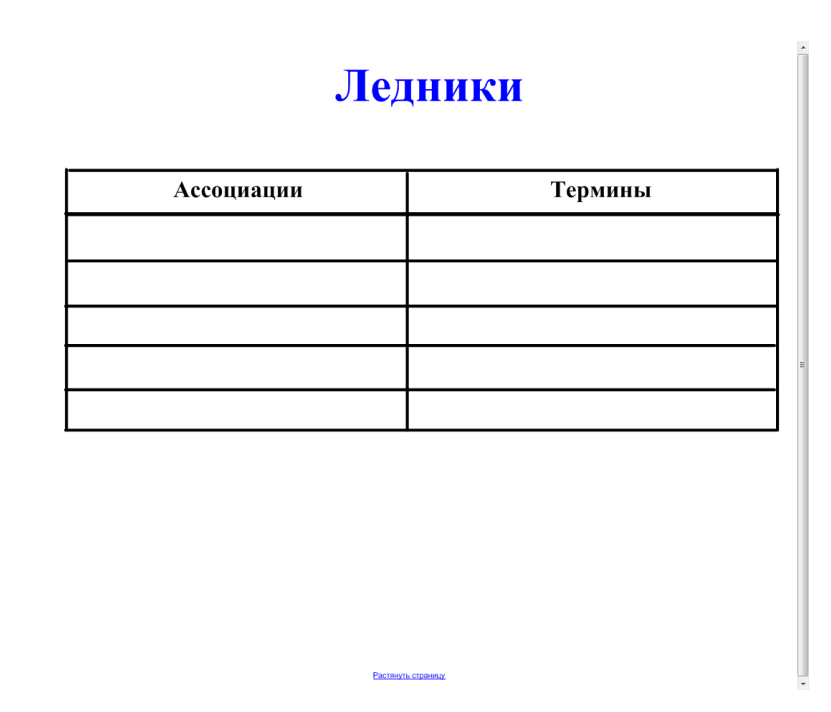 Ледники
Ассоциации
Термины
Растянуть страницу